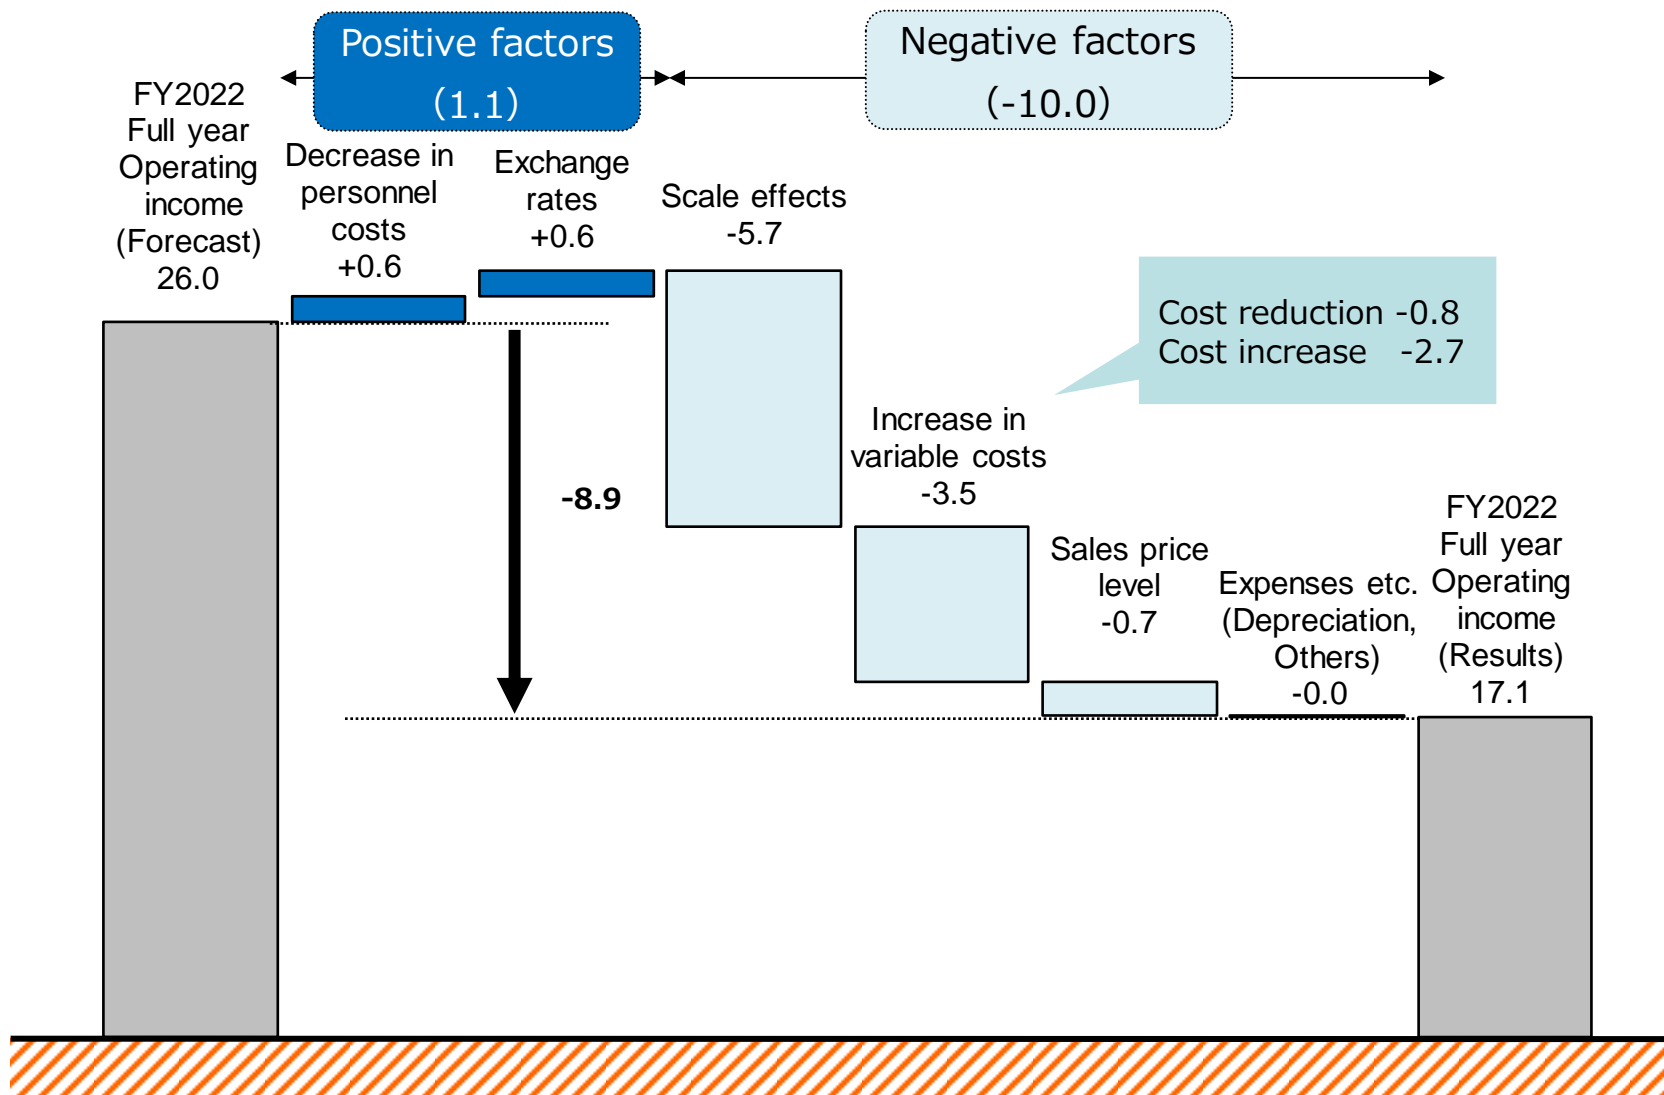 Positive factors
(1.1)
Negative factors
(-10.0)
FY2022
Full year
Operating
income
(Forecast)
26.0
Decrease in
personnel
costs
+0.6
Exchange
rates
+0.6
Scale effects
-5.7
Cost reduction -0.8
Cost increase -2.7
Increase in
variable costs
-3.5
-8.9
Sales price
level
-0.7
Expenses etc.
(Depreciation,
Others)
-0.0
FY2022
Full year
Operating
income
(Results)
17.1